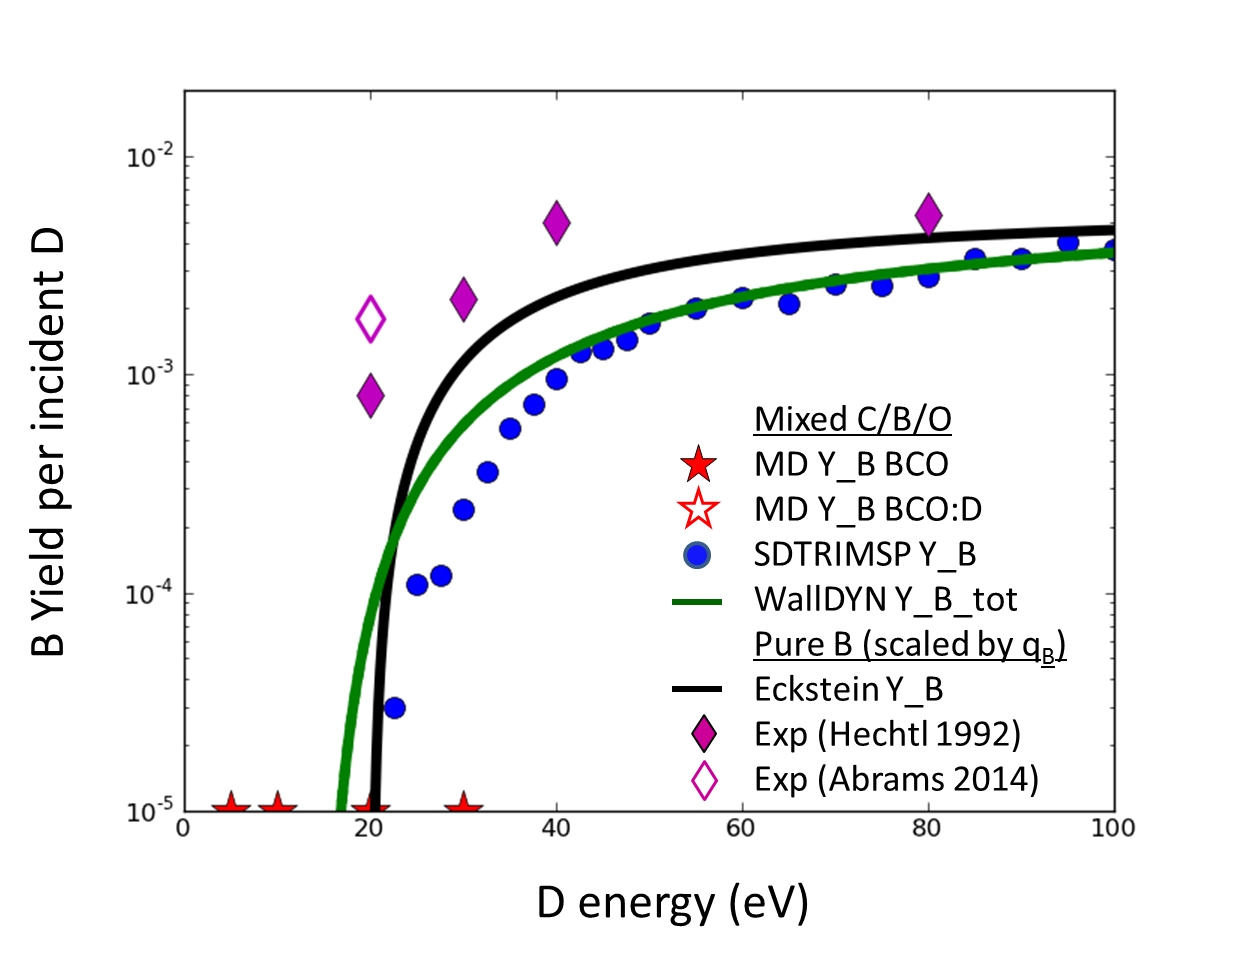 10-2
10-3
10-4
10-5
0
20
40
60
80
100
B Yield per incident D
D energy (eV)
Mixed C/B/O
MD Y_B BCO
MD Y_B BCO:D
SDTRIMSP Y_B
WallDYN Y_B_tot
Pure B (scaled by qB)
Eckstein Y_B
Exp (Hechtl 1992)
Exp (Abrams 2014)